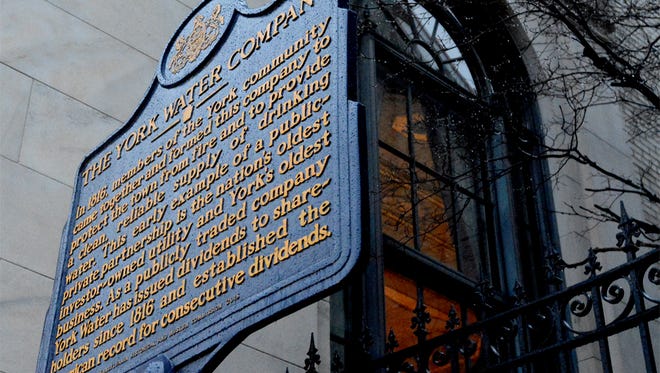 THE YORK WATER COMPANY
In 1816, members of the York community
came together and formed this company to
protect the town from fire and to provide
a clean, reliable supply of drinking
water. This early example of a public-
private partnership is the nation's oldest
investor-owned utility and York's oldest
business. As a publicly traded company
York Water has issued dividends to share-
holders since 1816 and established the
record for consecutive dividends.